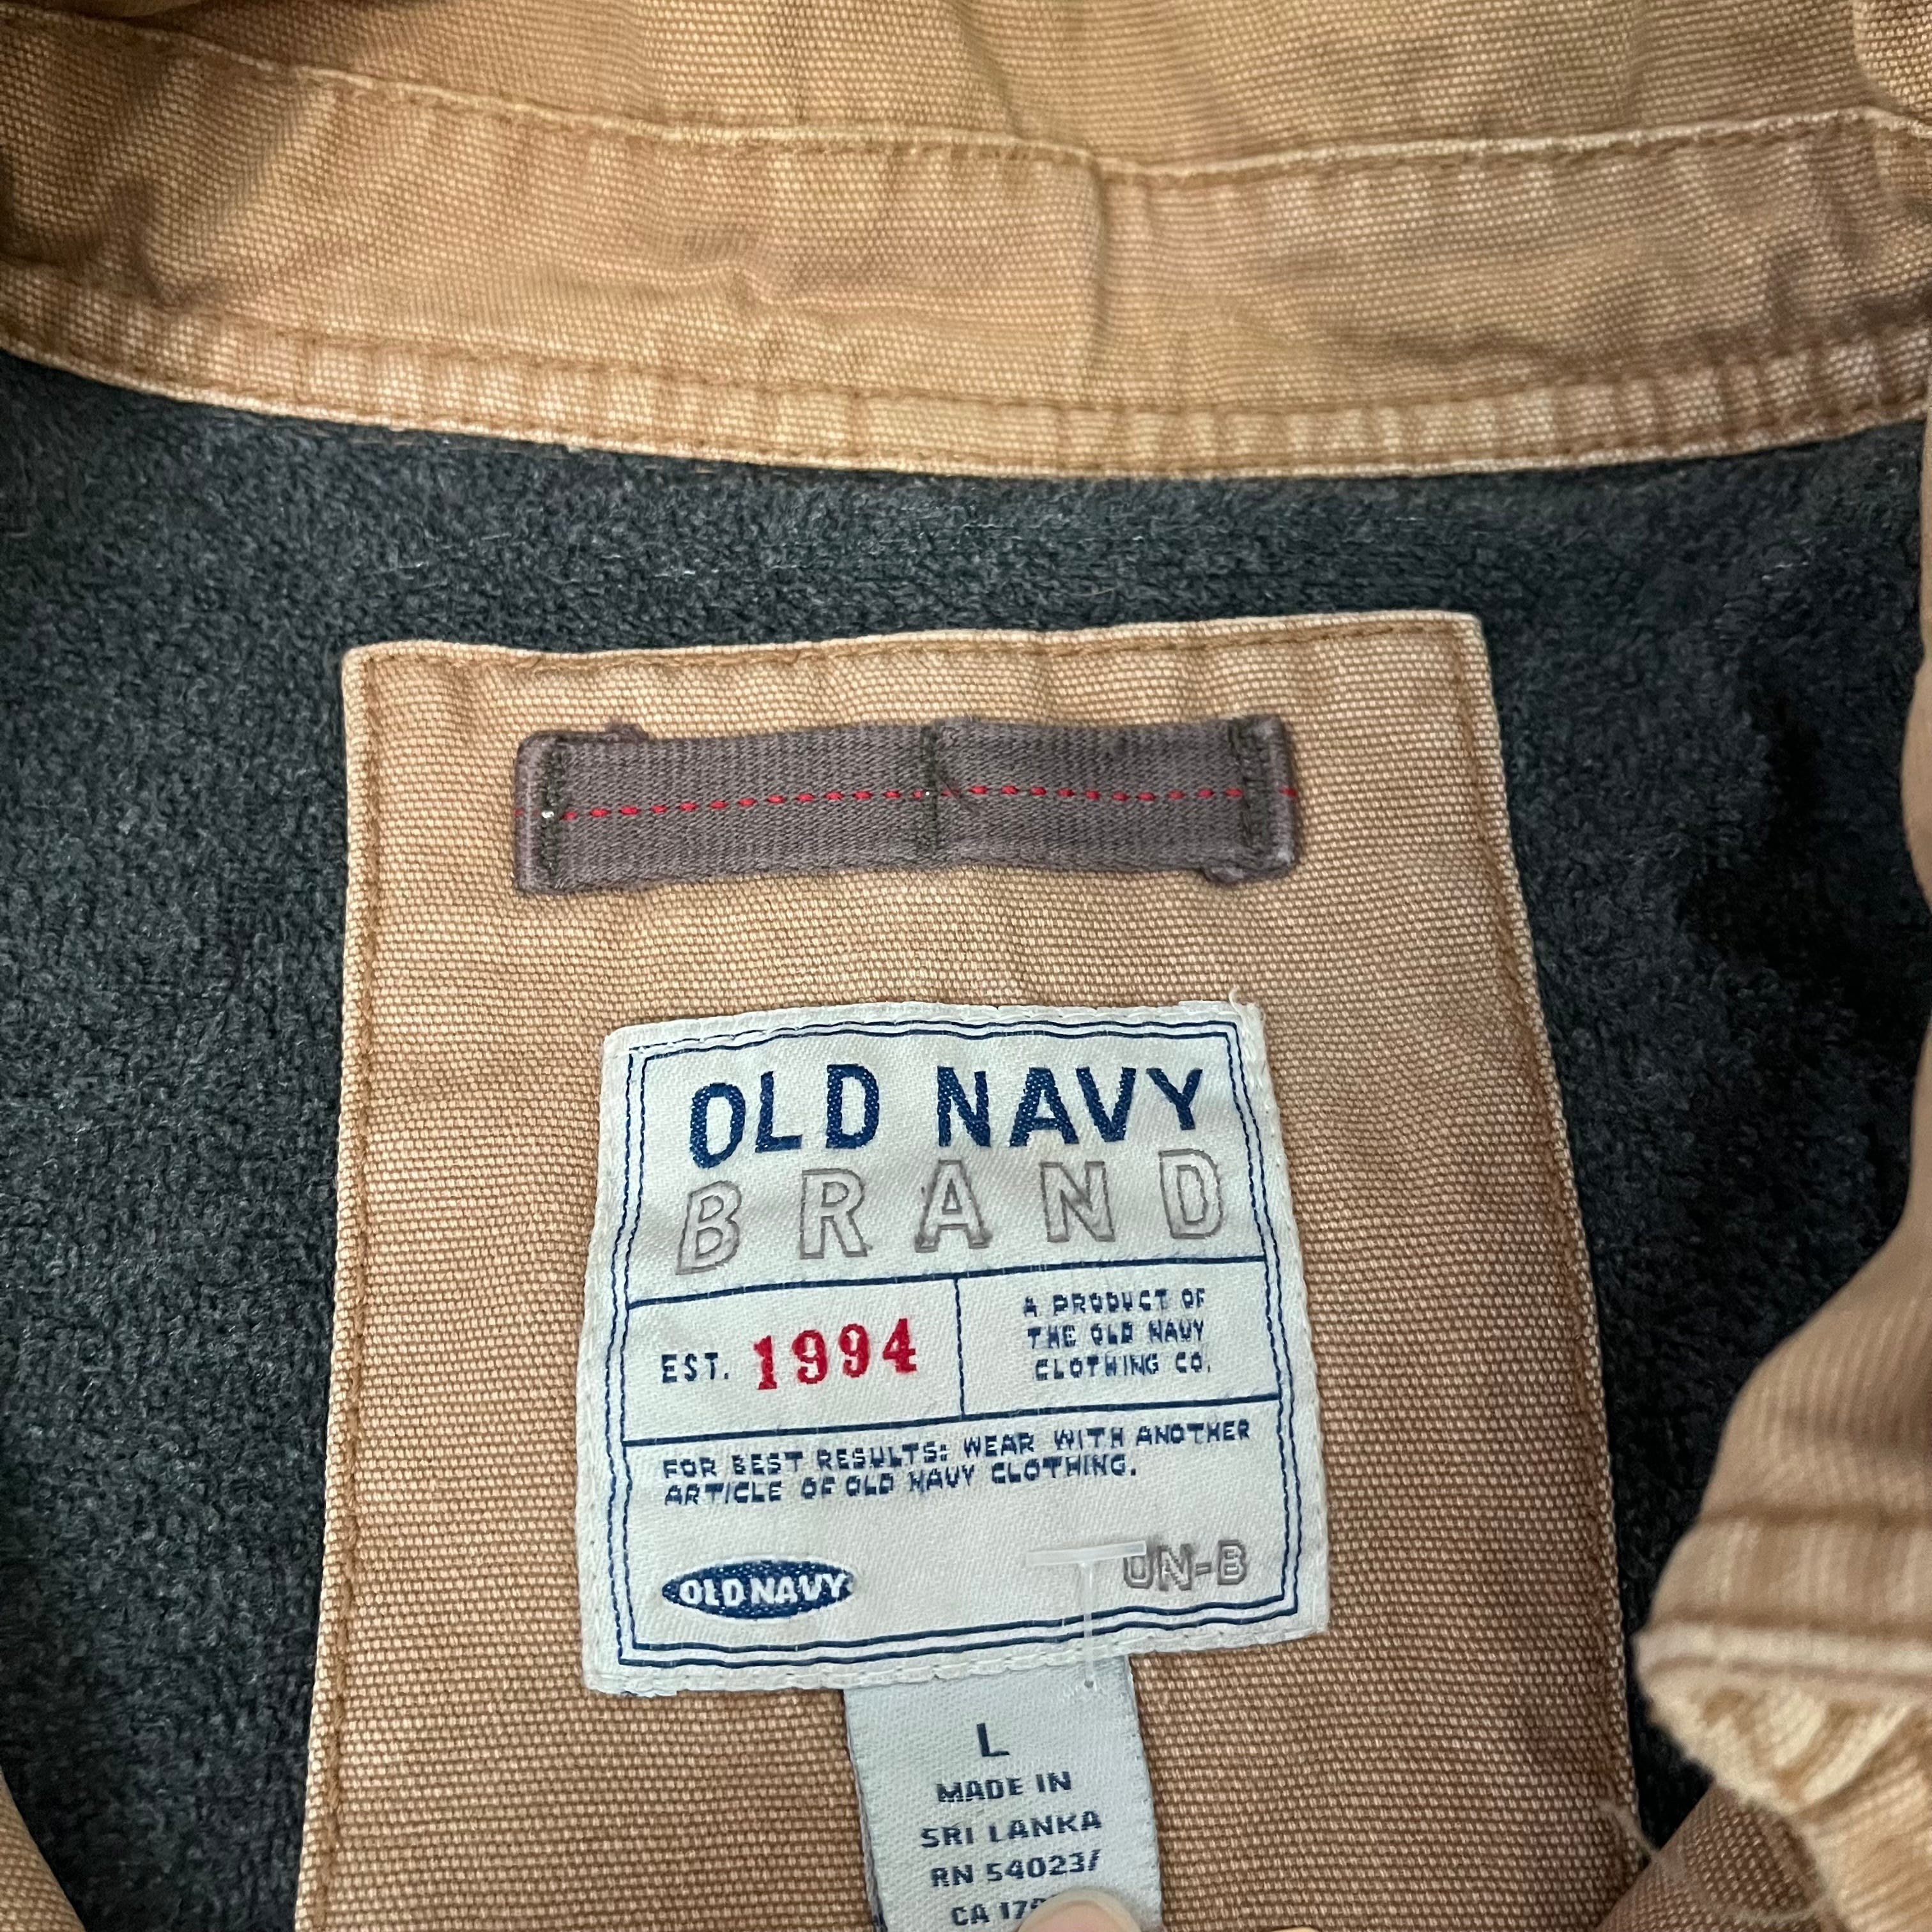 OLD NAVY
BRAND
EST. 1994
A PRODUCT OF
THE OLD NAVY
CLOTHING CO.
FOR BEST RESULTS: WEAR WITH ANOTHER
ARTICLE OF OLD NAVY CLOTHING.
OLD NAVY
UN-B
L
MADE IN
SRI LANKA
RN 54023/
CA